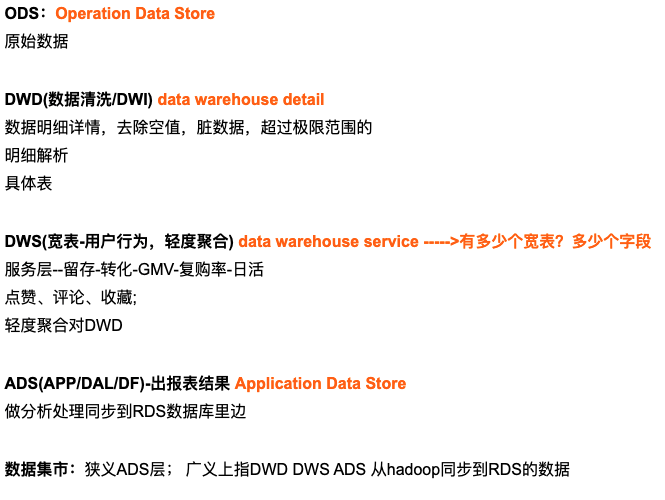 ODS：Operation Data Store
原始数据
DWD(数据清洗/DWI) data warehouse detail
数据明细详情，去除空值，脏数据，超过极限范围的
明细解析
具体表
DWS(宽表-用户行为，轻度聚合) data warehouse service ----->有多少个宽表？多少个字段
服务层--留存-转化-GMV-复购率-日活
点赞、评论、收藏;
轻度聚合对DWD
ADS(APP/DAL/DF)-出报表结果 Application Data Store
做分析处理同步到RDS数据库里边
数据集市：狭义ADS层； 广义上指DWD DWS ADS 从hadoop同步到RDS的数据